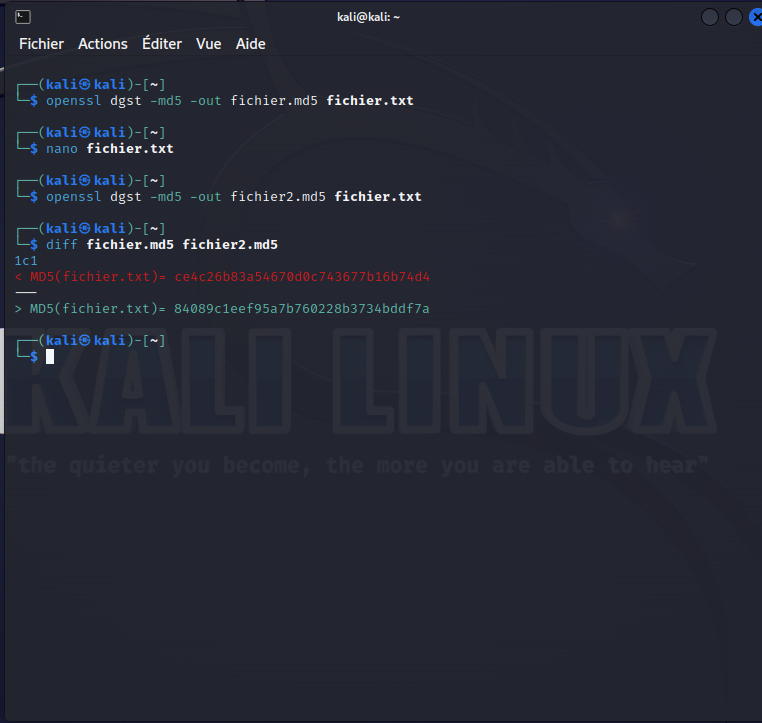 kali@kali: ~
Fichier Actions Éditer Vue Aide
┌──(kali㉿kali)-[~]
└─$ openssl dgst -md5 -out fichier.md5 fichier.txt
┌──(kali㉿kali)-[~]
└─$ nano fichier.txt
┌──(kali㉿kali)-[~]
└─$ openssl dgst -md5 -out fichier2.md5 fichier.txt
┌──(kali㉿kali)-[~]
└─$ diff fichier.md5 fichier2.md5
1c1
< MD5(fichier.txt)= ce4c26b83a54670d0c743677b16b74d4
---
> MD5(fichier.txt)= 84089c1eef95a7b760228b3734bddf7a
┌──(kali㉿kali)-[~]
└─$
KALI LINUX
"the quieter you become, the more you are able to hear"